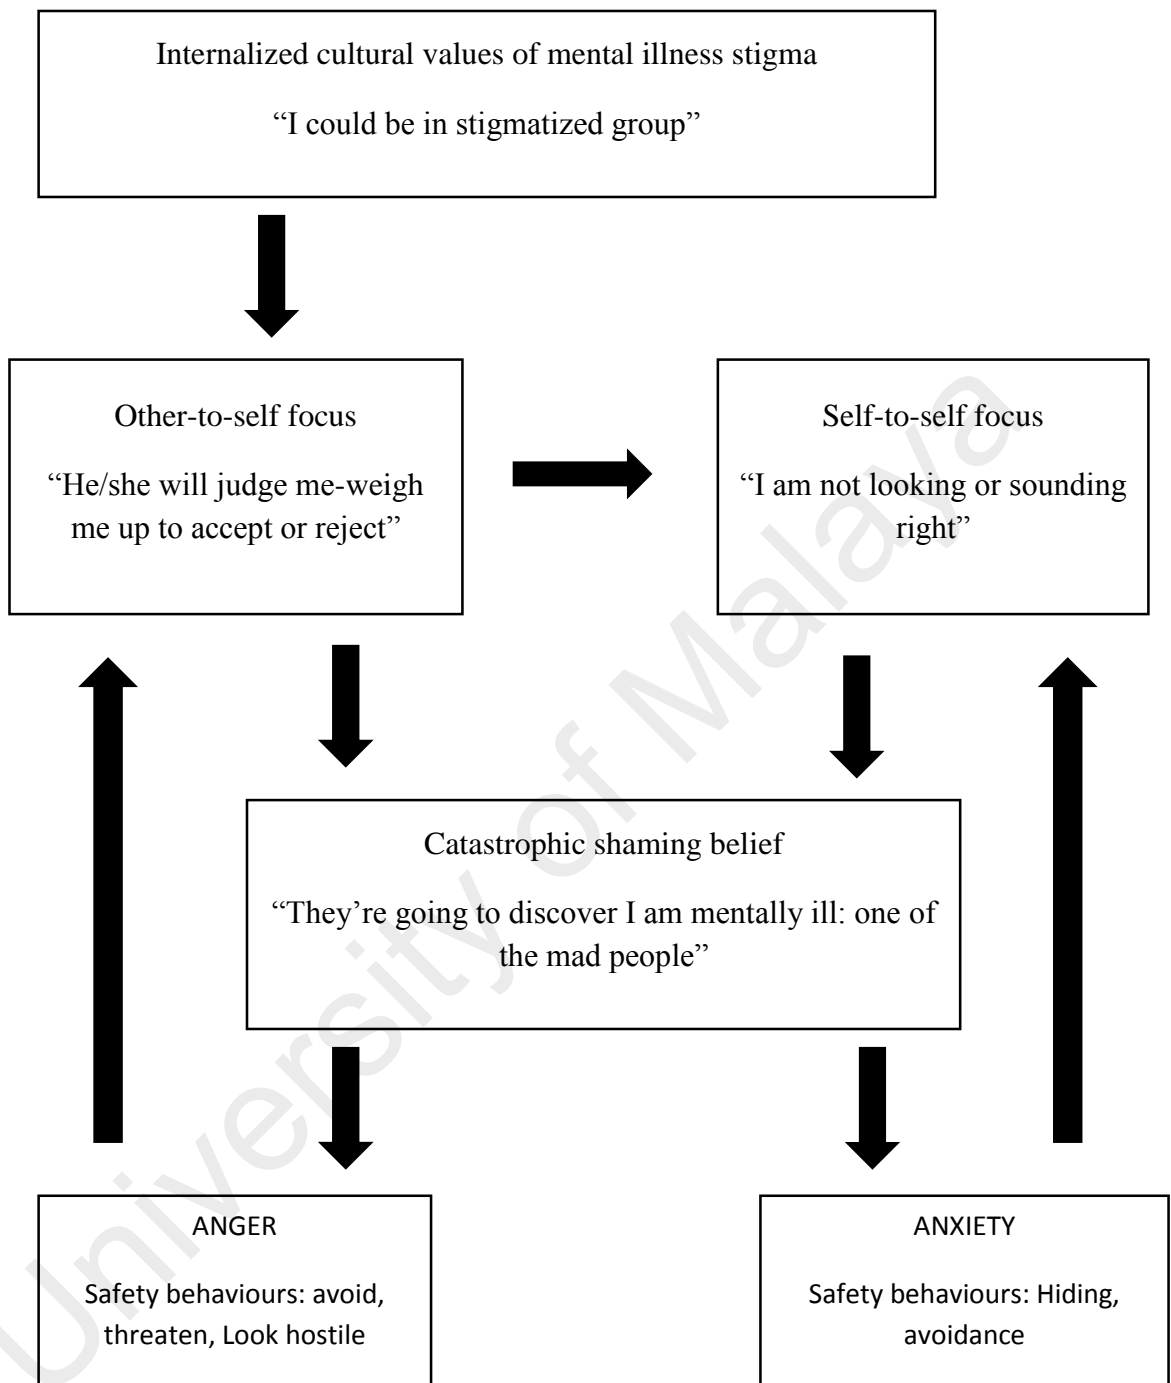 Internalized cultural values of mental illness stigma
“I could be in stigmatized group”
Other-to-self focus
“He/she will judge me-weigh
me up to accept or reject”
Self-to-self focus
“I am not looking or sounding
right”
Catastrophic shaming belief
“They’re going to discover I am mentally ill: one of
the mad people”
ANGER
Safety behaviours: avoid,
threaten, Look hostile
ANXIETY
Safety behaviours: Hiding,
avoidance
University of Malaya